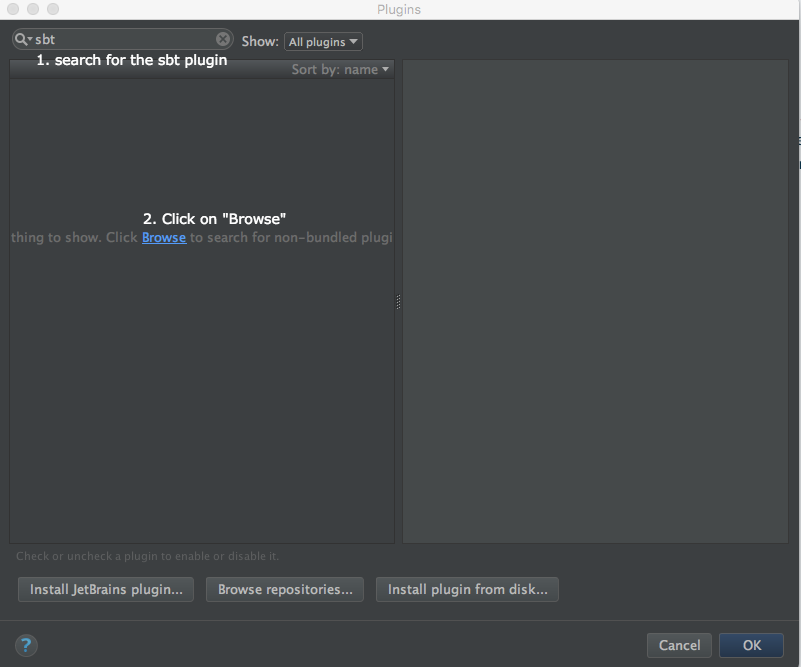 Plugins
sbt
Show: All plugins
1. search for the sbt plugin
Sort by: name
2. Click on "Browse"
thing to show. Click Browse to search for non-bundled plugi
Check or uncheck a plugin to enable or disable it.
Install JetBrains plugin... Browse repositories... Install plugin from disk...
? Cancel OK